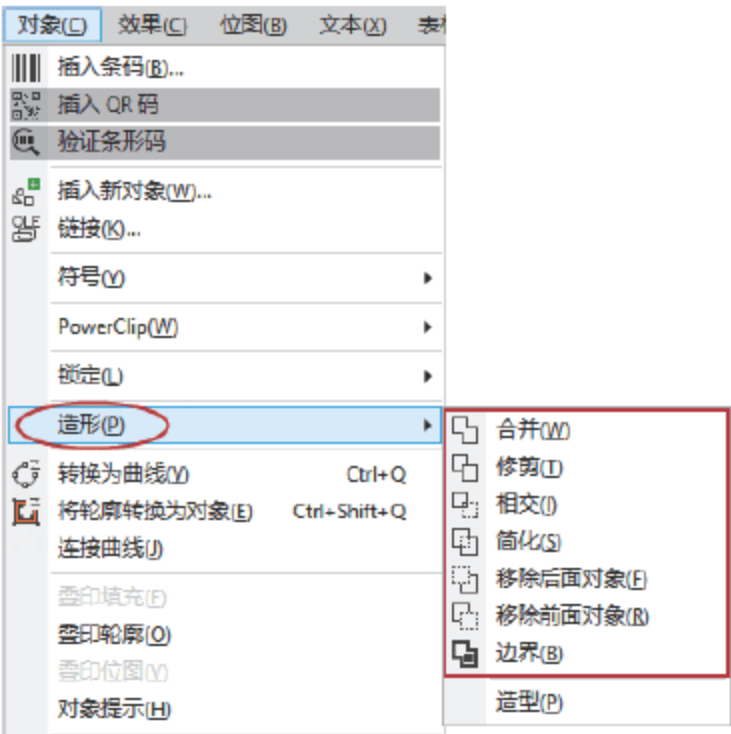 对象(C) 效果(C) 位图(B) 文本(X)
插入条码(B)...
插入 QR 码
验证条形码
插入新对象(W)...
链接(K)...
符号(Y)
PowerClip(W)
锁定(L)
造形(P)
转换为曲线(V) Ctrl+Q
将轮廓转换为对象(E) Ctrl+Shift+Q
连接曲线(J)
叠印填充(F)
叠印轮廓(O)
叠印位图(V)
对象提示(H)
合并(W)
修剪(T)
相交(I)
简化(S)
移除后面对象(F)
移除前面对象(R)
边界(B)
造型(P)